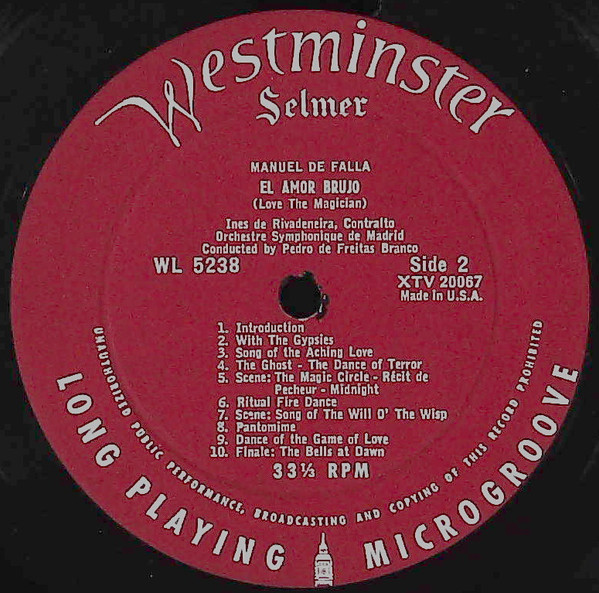 Westminster
Selmer
MANUEL DE FALLA
EL AMOR BRUJO
(Love The Magician)
Ines de Rivadeneira, Contralto
Orchestre Symphonique de Madrid
Conducted by Pedro de Freitas Branco
WL 5238
Side 2
XTV 20067
Made in U.S.A.
1. Introduction
2. With The Gypsies
3. Song of the Aching Love
4. The Ghost - The Dance of Terror
5. Scene: The Magic Circle - Récit de
Pecheur - Midnight
6. Ritual Fire Dance
7. Scene: Song of The Will O' The Wisp
8. Pantomime
9. Dance of the Game of Love
10. Finale: The Bells at Dawn
33⅓ RPM
UNAUTHORIZED PUBLIC PERFORMANCE, BROADCASTING AND COPYING OF THIS RECORD PROHIBITED
LONG PLAYING MICROGROOVE